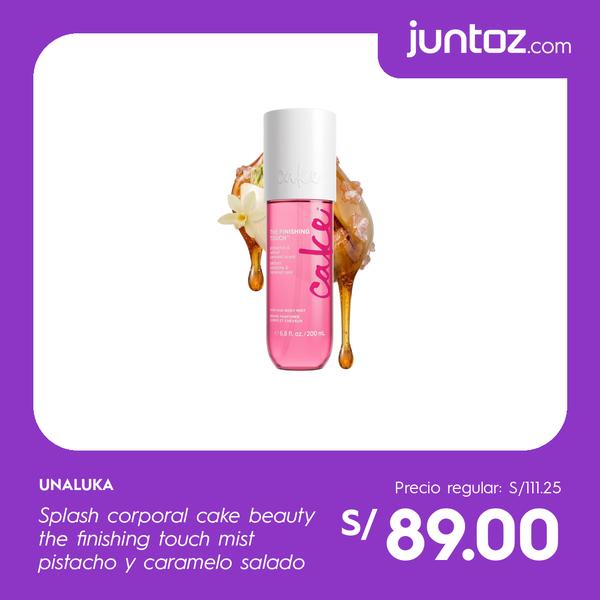 juntoz.com
cake
THE FINISHING
TOUCH™
cake
6.8 fl. oz. / 200 mL
UNALUKA
Splash corporal cake beauty
the finishing touch mist
pistacho y caramelo salado
Precio regular: S/111.25
S/ 89.00